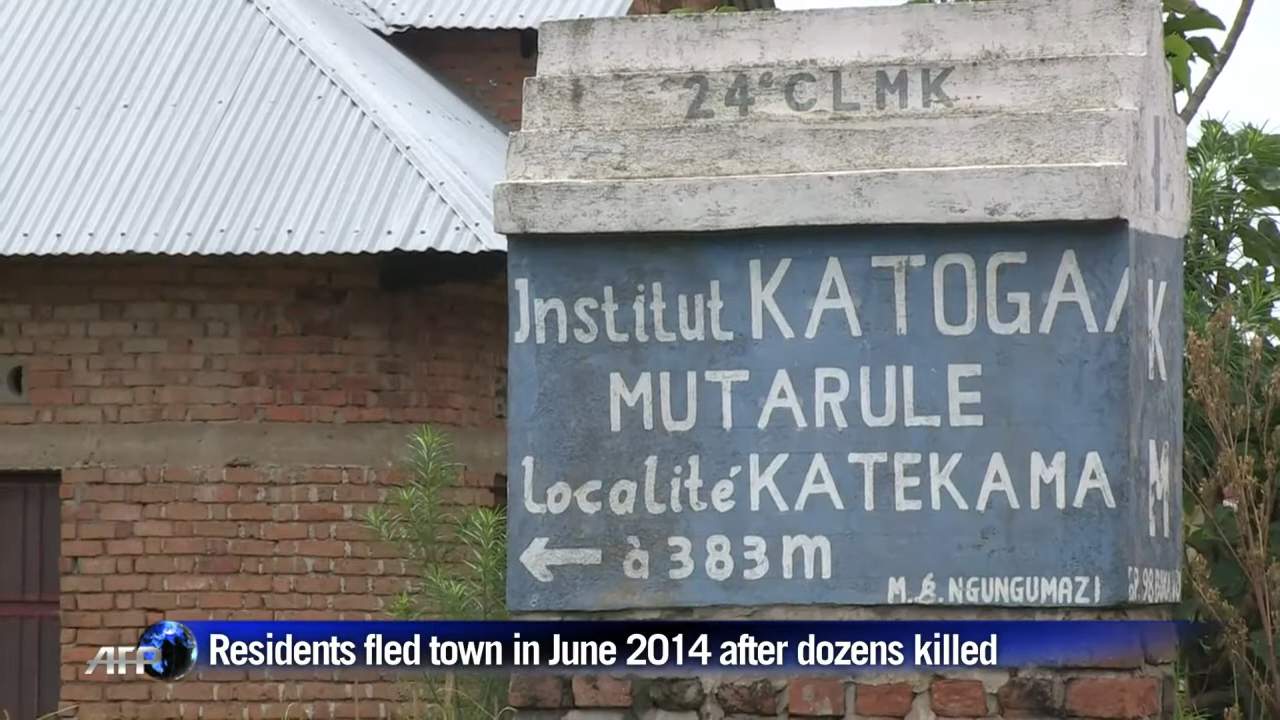 24° CLMK
Institut KATOGA/
MUTARULE
Localité KATEKAMA
← à 383m
M.B. NGUNGUMAZI
K
M
AFP
Residents fled town in June 2014 after dozens killed